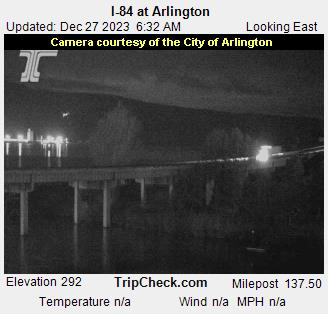 I-84 at Arlington
Updated: Dec 27 2023 6:32 AM Looking East
Camera courtesy of the City of Arlington
Elevation 292 TripCheck.com Milepost 137.50
Temperature n/a Wind n/a MPH n/a